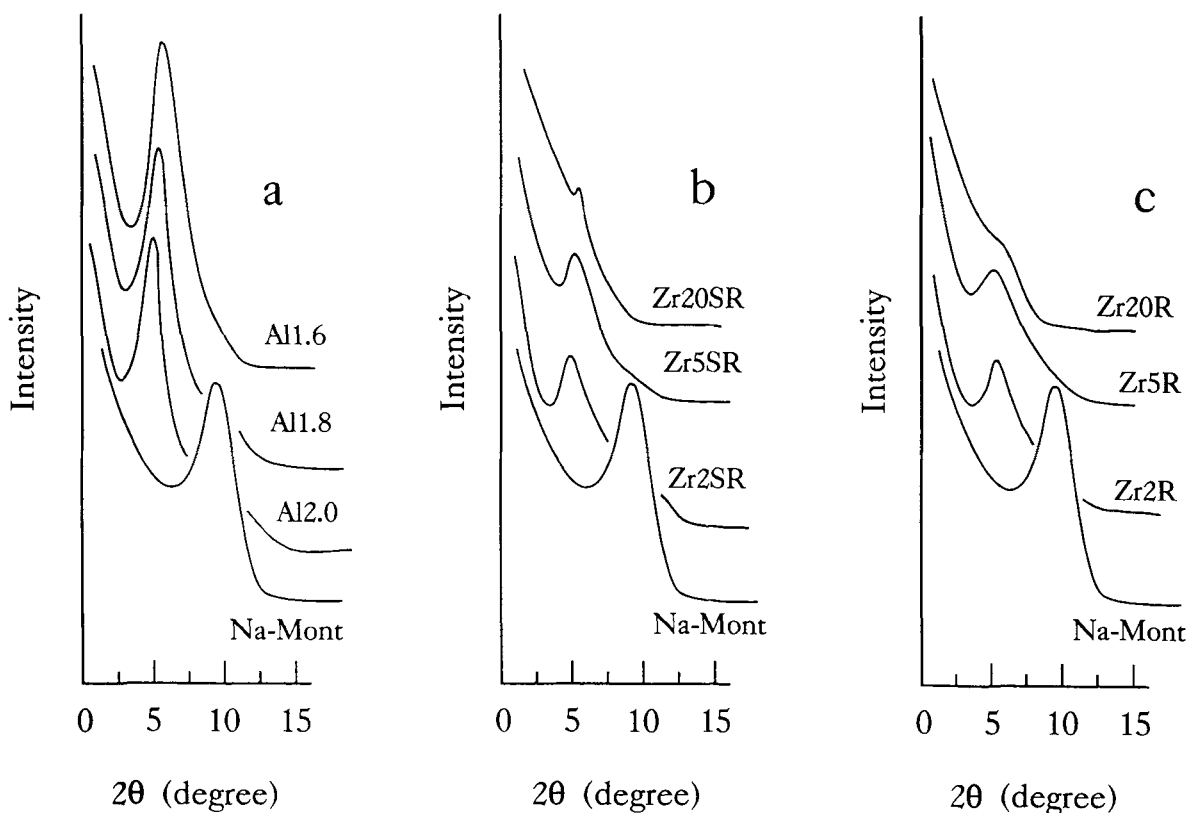 Intensity
a
Al1.6
Al1.8
Al2.0
Na-Mont
0 5 10 15
2θ (degree)
Intensity
b
Zr20SR
Zr5SR
Zr2SR
Na-Mont
0 5 10 15
2θ (degree)
Intensity
c
Zr20R
Zr5R
Zr2R
Na-Mont
0 5 10 15
2θ (degree)